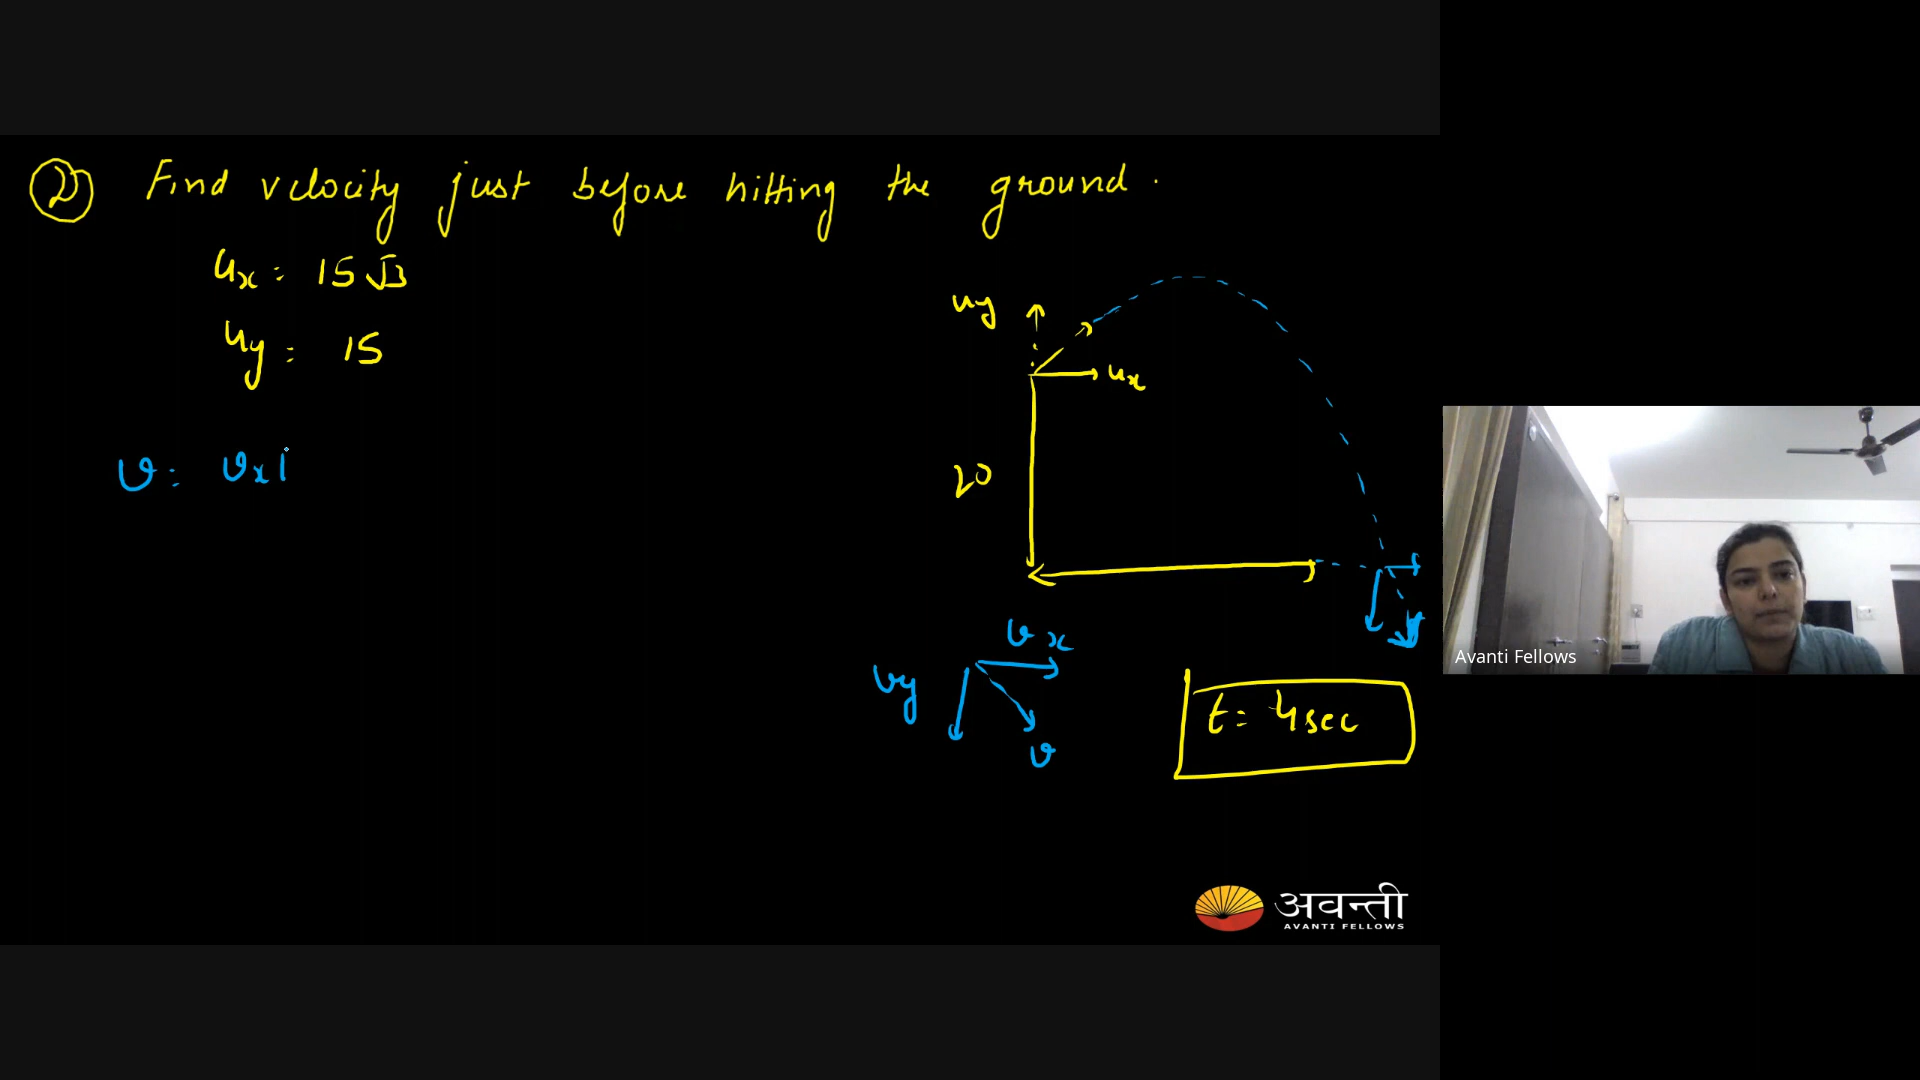 2) Find velocity just before hitting the ground.
ux = 15√3
uy = 15
v = vx i
uy
ux
20
vx
vy
v
t = 4sec
अवन्ती
AVANTI FELLOWS
Avanti Fellows